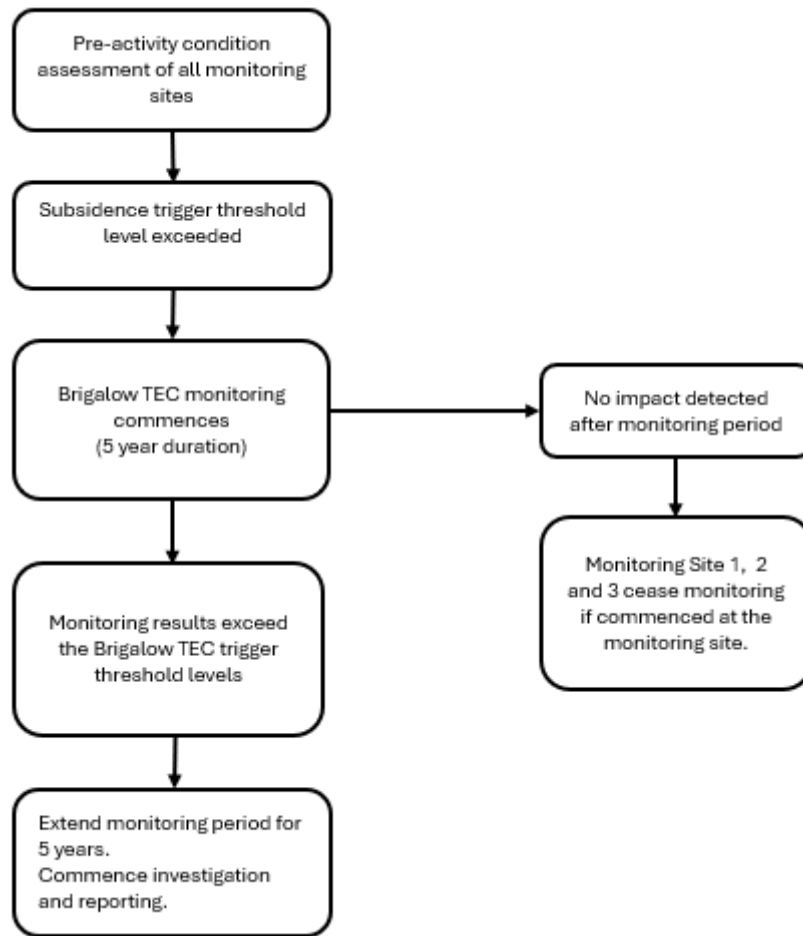 Pre-activity condition
assessment of all monitoring
sites
Subsidence trigger threshold
level exceeded
Brigalow TEC monitoring
commences
(5 year duration)
No impact detected
after monitoring period
Monitoring Site 1, 2
and 3 cease monitoring
if commenced at the
monitoring site.
Monitoring results exceed
the Brigalow TEC trigger
threshold levels
Extend monitoring period for
5 years.
Commence investigation
and reporting.